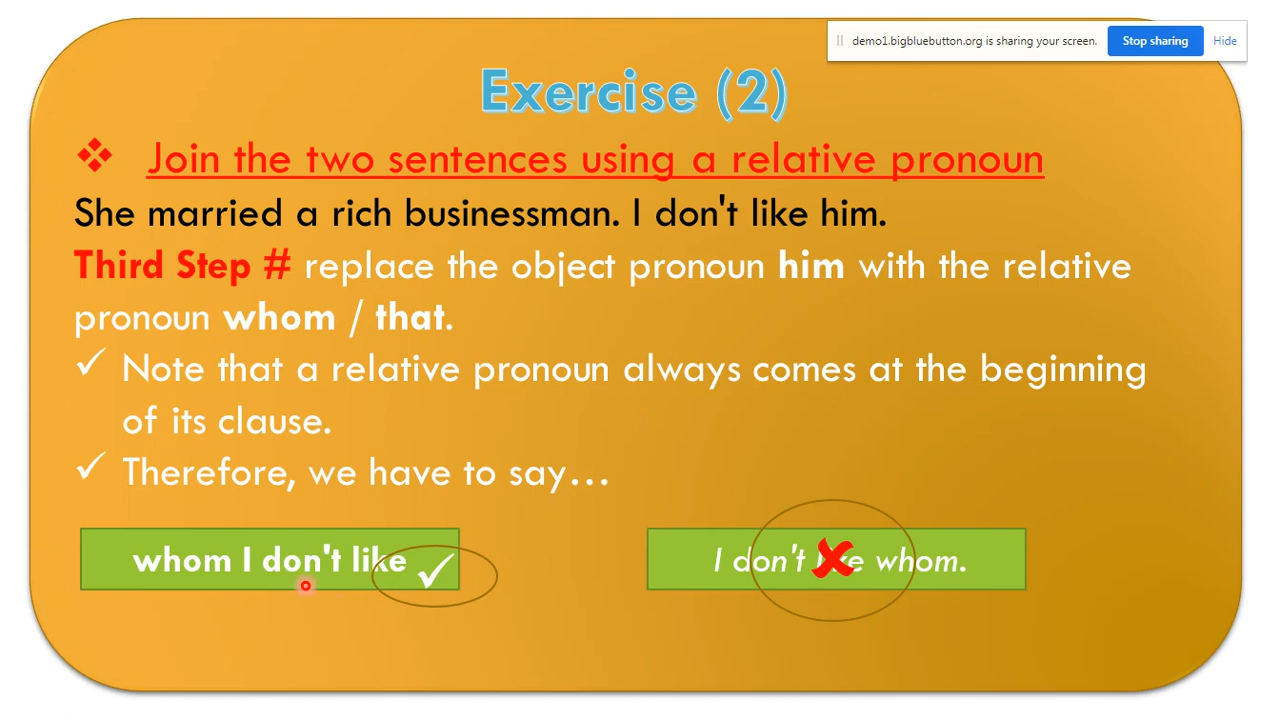 demo1.bigbluebutton.org is sharing your screen. Stop sharing Hide
Exercise (2)
Join the two sentences using a relative pronoun
She married a rich businessman. I don't like him.
Third Step # replace the object pronoun him with the relative
pronoun whom / that.
Note that a relative pronoun always comes at the beginning
of its clause.
Therefore, we have to say…
whom I don't like
I don't like whom.